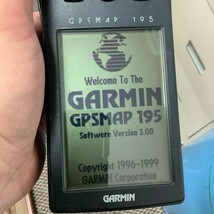 GPSMAP 195
Welcome To The
GARMIN
GPSMAP 195
Software Version 3.00
Copyright 1996-1999
GARMIN Corporation
GARMIN